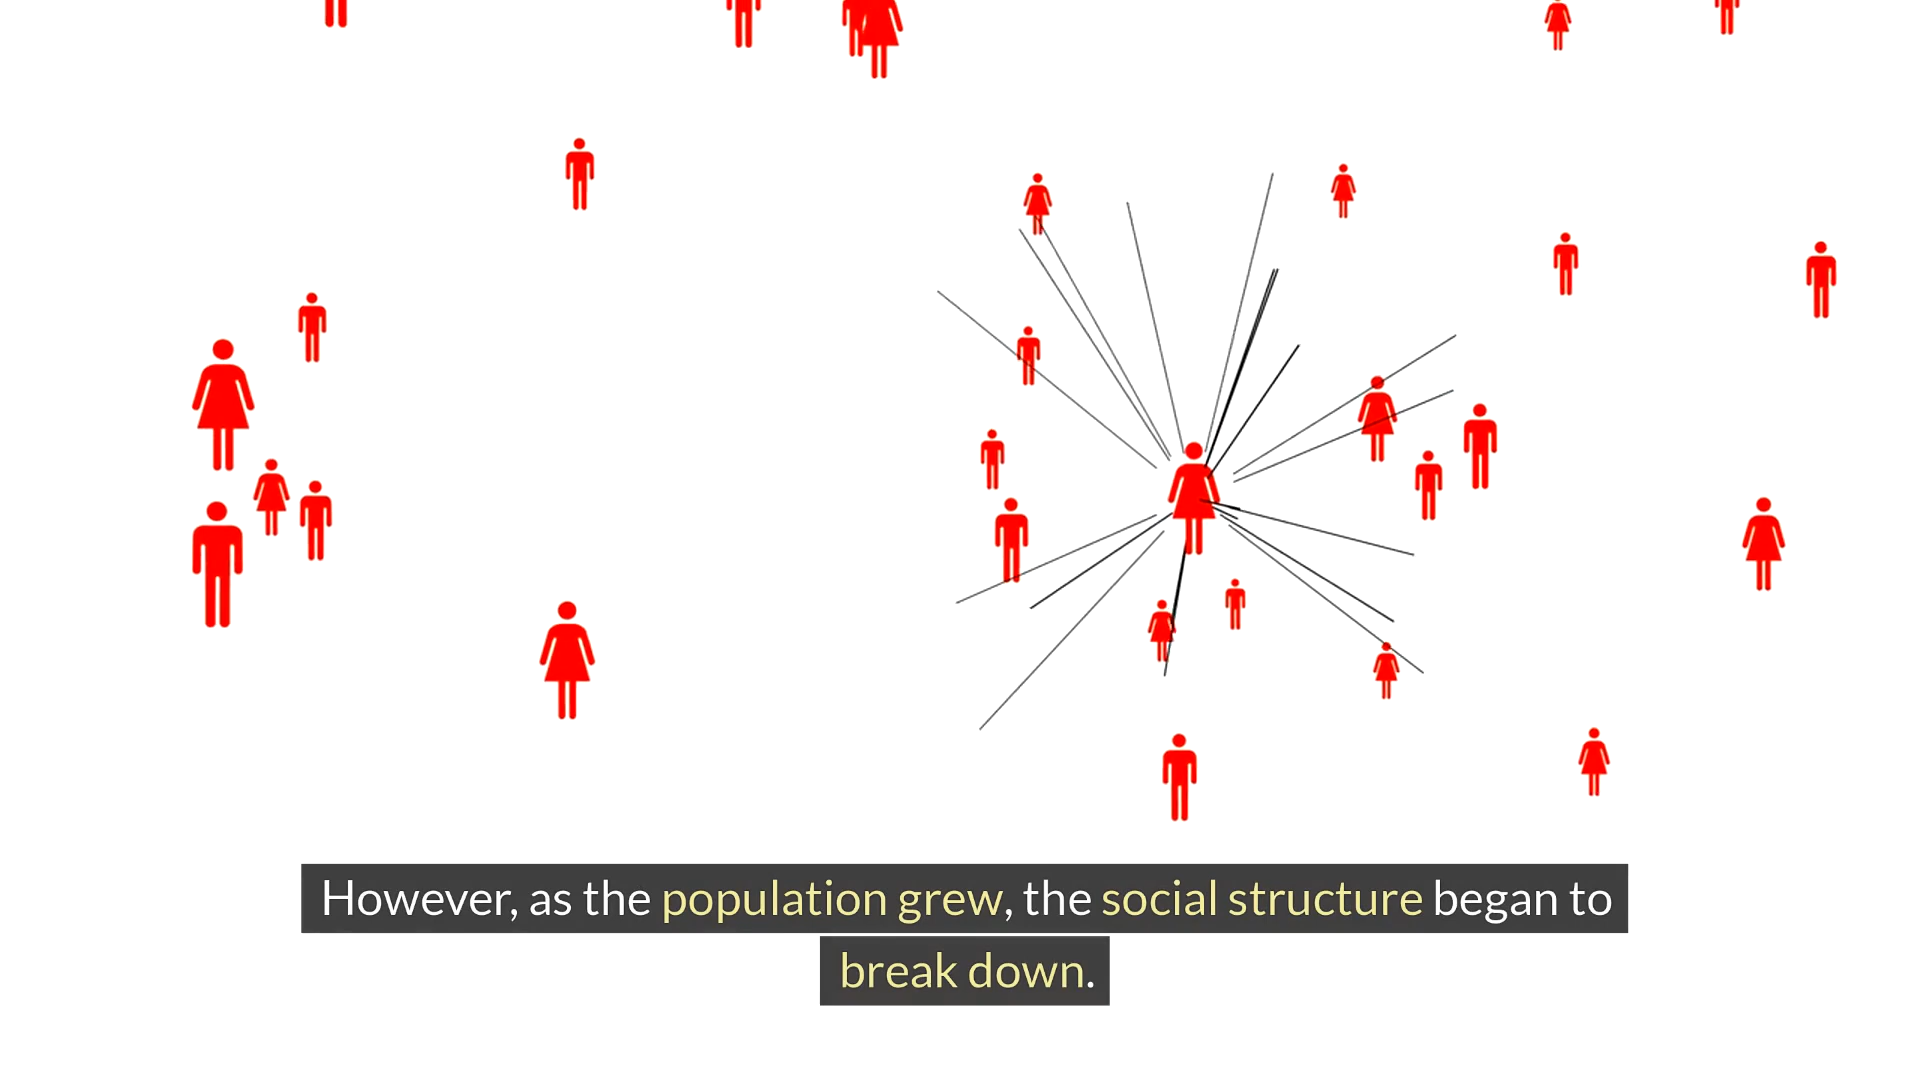 However, as the population grew, the social structure began to
break down.